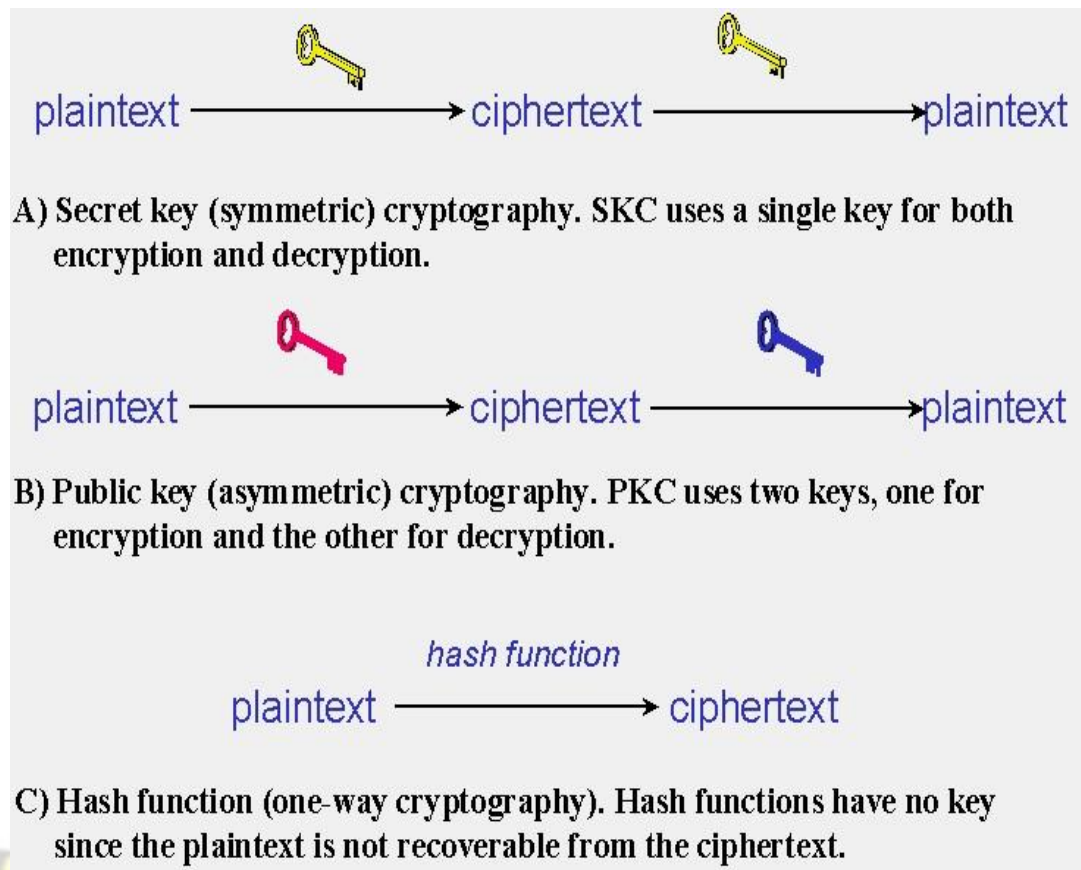 plaintext ciphertext plaintext
A) Secret key (symmetric) cryptography. SKC uses a single key for both
encryption and decryption.
plaintext ciphertext plaintext
B) Public key (asymmetric) cryptography. PKC uses two keys, one for
encryption and the other for decryption.
hash function
plaintext ciphertext
C) Hash function (one-way cryptography). Hash functions have no key
since the plaintext is not recoverable from the ciphertext.